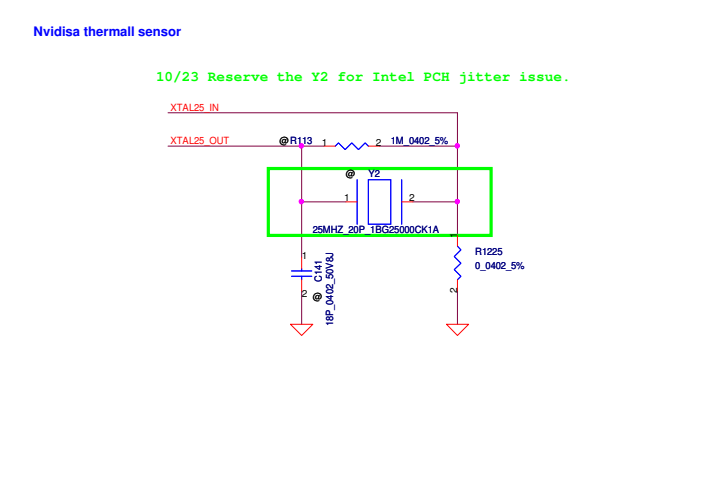 Nvidisa thermall sensor
10/23 Reserve the Y2 for Intel PCH jitter issue.
XTAL25_IN
XTAL25_OUT
@ R113 1 2 1M_0402_5%
@ Y2
1 2
25MHZ_20P_1BG25000CK1A
1
R1225
0_0402_5%
2
1
C141
18P_0402_50V8J
2 @